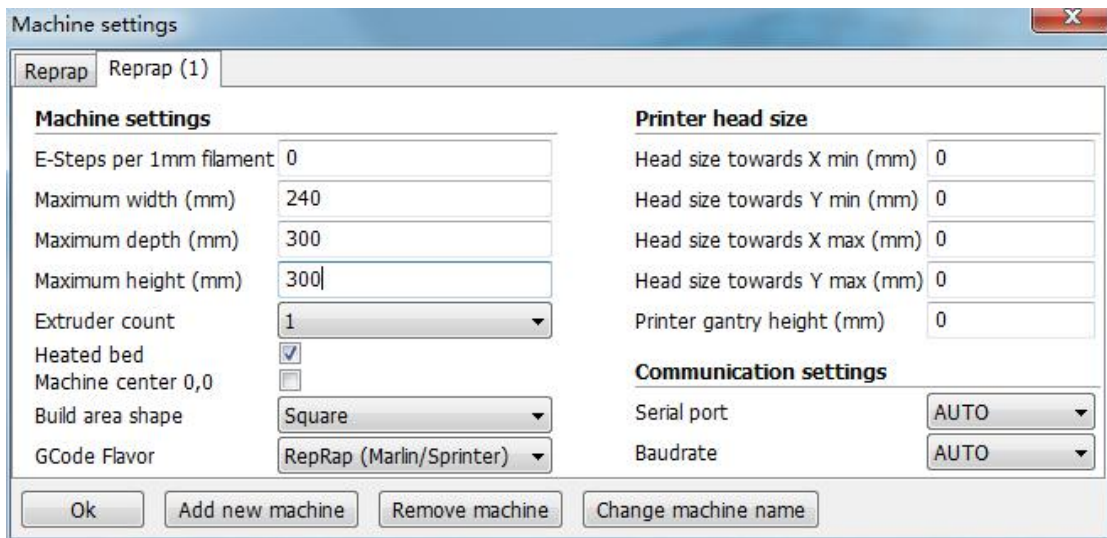 Machine settings
X
Reprap
Reprap (1)
Machine settings
E-Steps per 1mm filament 0
Maximum width (mm) 240
Maximum depth (mm) 300
Maximum height (mm) 300
Extruder count 1
Heated bed
Machine center 0,0
Build area shape Square
GCode Flavor RepRap (Marlin/Sprinter)
Printer head size
Head size towards X min (mm) 0
Head size towards Y min (mm) 0
Head size towards X max (mm) 0
Head size towards Y max (mm) 0
Printer gantry height (mm) 0
Communication settings
Serial port AUTO
Baudrate AUTO
Ok Add new machine Remove machine Change machine name